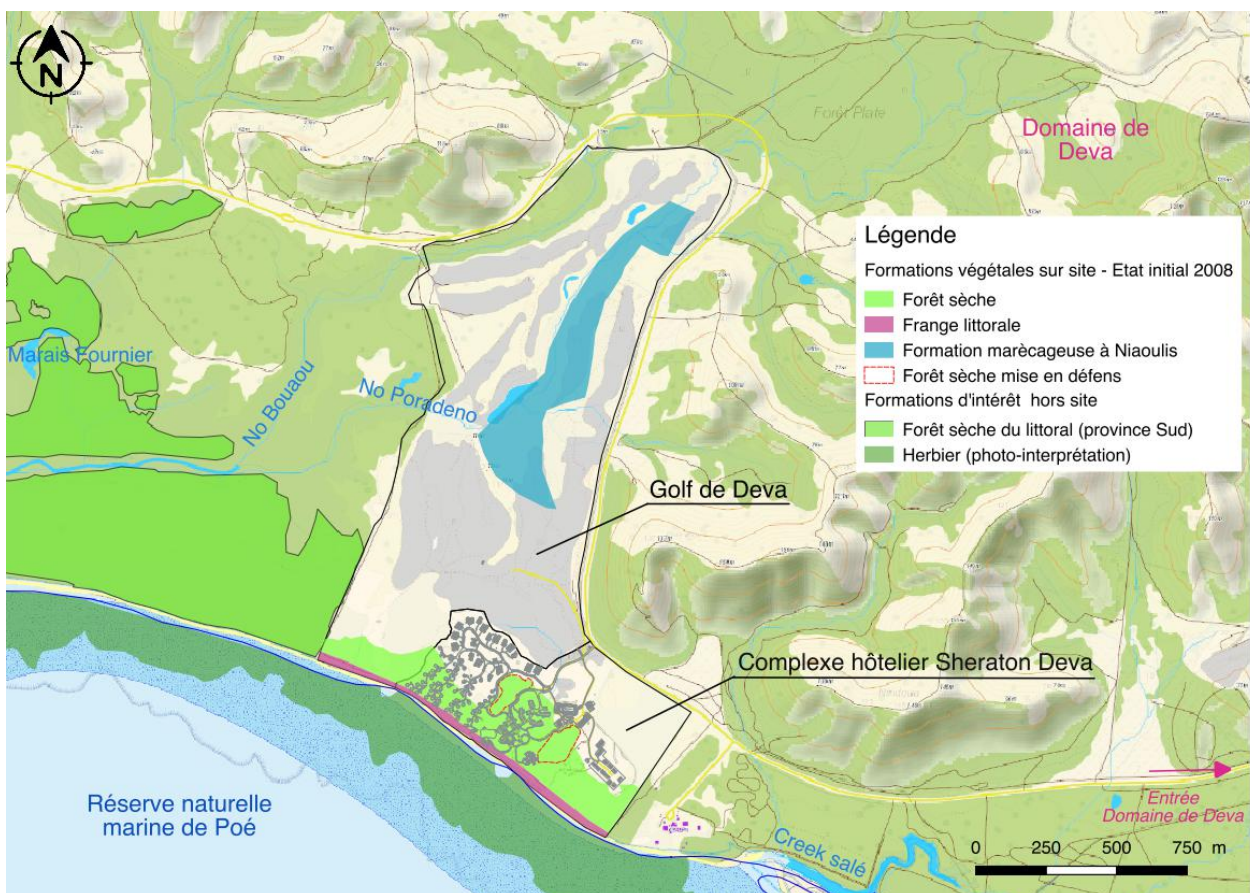 N
Forêt Plate
Domaine de
Deva
Légende
Formations végétales sur site - Etat initial 2008
Forêt sèche
Frange littorale
Formation marècageuse à Niaoulis
Forêt sèche mise en défens
Formations d'intérêt hors site
Forêt sèche du littoral (province Sud)
Herbier (photo-interprétation)
Marais Fournier
No Bouaou
No Poradeno
Golf de Deva
Complexe hôtelier Sheraton Deva
Réserve naturelle
marine de Poé
Creek salé
Entrée
Domaine de Deva
0 250 500 750 m